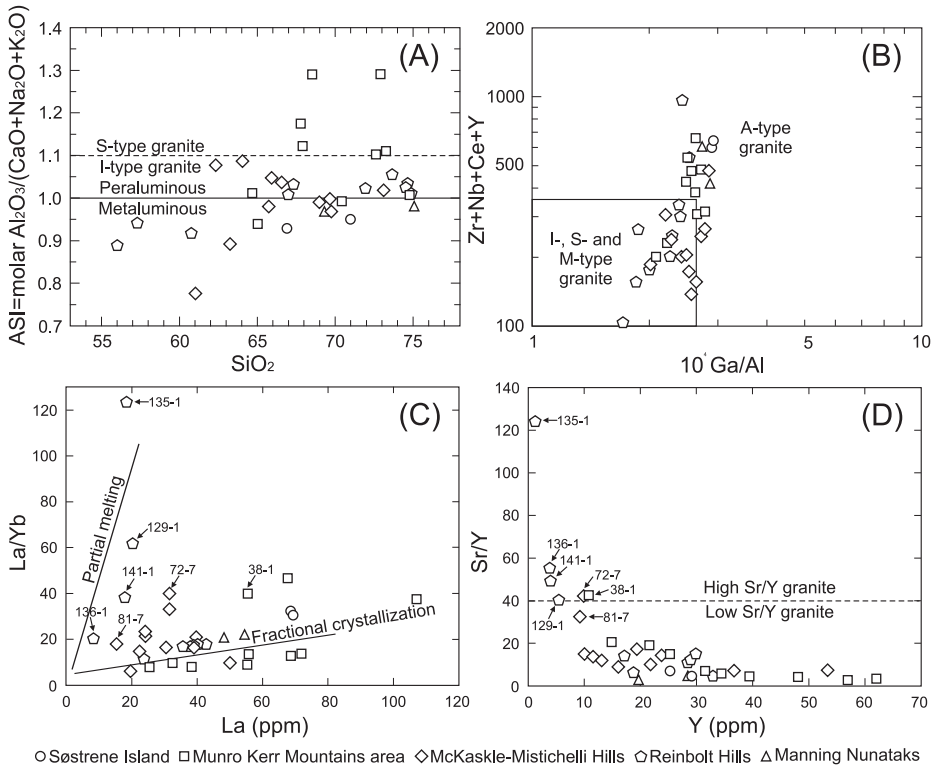 (A)
ASI=molar Al₂O₃/(CaO+Na₂O+K₂O)
1.4
1.3
1.2
1.1
1.0
0.9
0.8
0.7
S-type granite
I-type granite
Peraluminous
Metaluminous
55 60 65 70 75
SiO₂
(B)
Zr+Nb+Ce+Y
2000
1000
500
100
A-type
granite
I-, S- and
M-type
granite
1 5 10
10⁴ Ga/Al
(C)
La/Yb
120
100
80
60
40
20
0
135-1
Partial melting
129-1
141-1
72-7
38-1
136-1
81-7
Fractional crystallization
0 20 40 60 80 100 120
La (ppm)
(D)
Sr/Y
140
120
100
80
60
40
20
0
135-1
136-1
141-1
72-7
High Sr/Y granite
38-1
Low Sr/Y granite
129-1
81-7
0 10 20 30 40 50 60 70
Y (ppm)
Søstrene Island Munro Kerr Mountains area McKaskle-Mistichelli Hills Reinbolt Hills Manning Nunataks